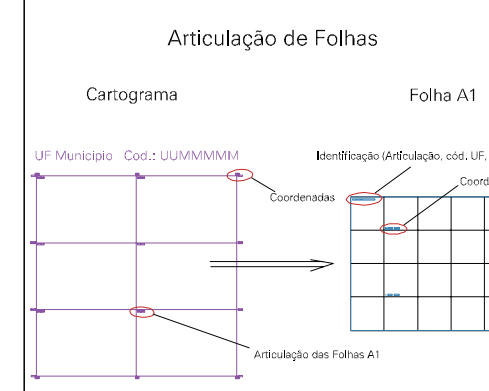 Articulação de Folhas
Cartograma
Folha A1
UF Municipio Cod.: UUMMMMM
Identificação (Articulação, cód. UF,
Coord
Coordenadas
Articulação das Folhas A1